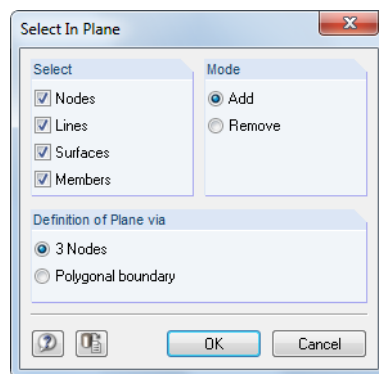 Select In Plane
Select
Nodes
Lines
Surfaces
Members
Mode
Add
Remove
Definition of Plane via
3 Nodes
Polygonal boundary
OK
Cancel